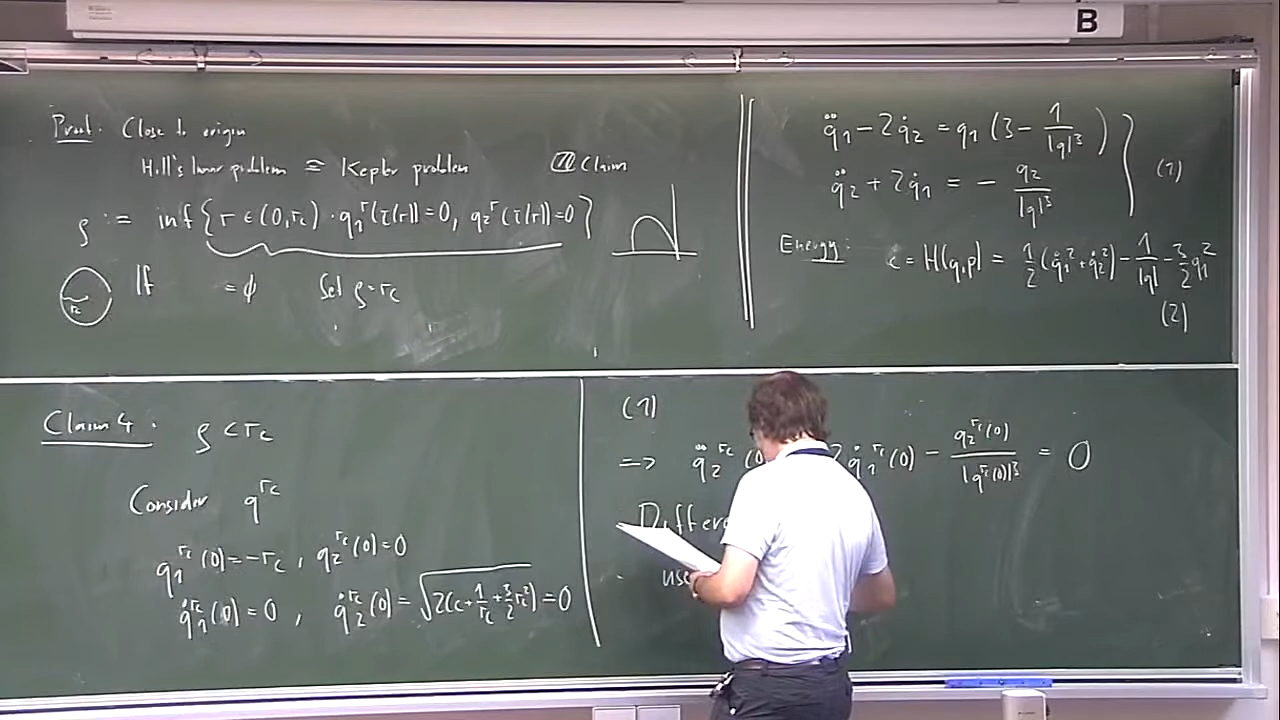 B
Proof: Close to origin
Hill's lunar problem ≅ Kepler problem
Claim
ρ := inf { r ∈ (0,r_c) : q_1^r(τ(r))=0, q̇_2^r(τ(r))=0 }
r_c
If = ∅ Set ρ=r_c
q̈_1 − 2q̇_2 = q_1 (3 − 1/|q|^3)
q̈_2 + 2q̇_1 = − q_2/|q|^3
(1)
Energy: c = H(q,p) = 1/2 (q̇_1^2 + q̇_2^2) − 1/|q| − 3/2 q_1^2
(2)
Claim 4. ρ < r_c
Consider q^{r_c}
q_1^{r_c}(0) = −r_c , q_2^{r_c}(0) = 0
q̇_1^{r_c}(0) = 0 , q̇_2^{r_c}(0) = √(2(c + 1/r_c + 3/2 r_c^2)) = 0
(1)
=> q̈_2^{r_c}(0 2 q̇_1^{r_c}(0) − q_2^{r_c}(0)/|q^{r_c}(0)|^3 = 0
Differe
use